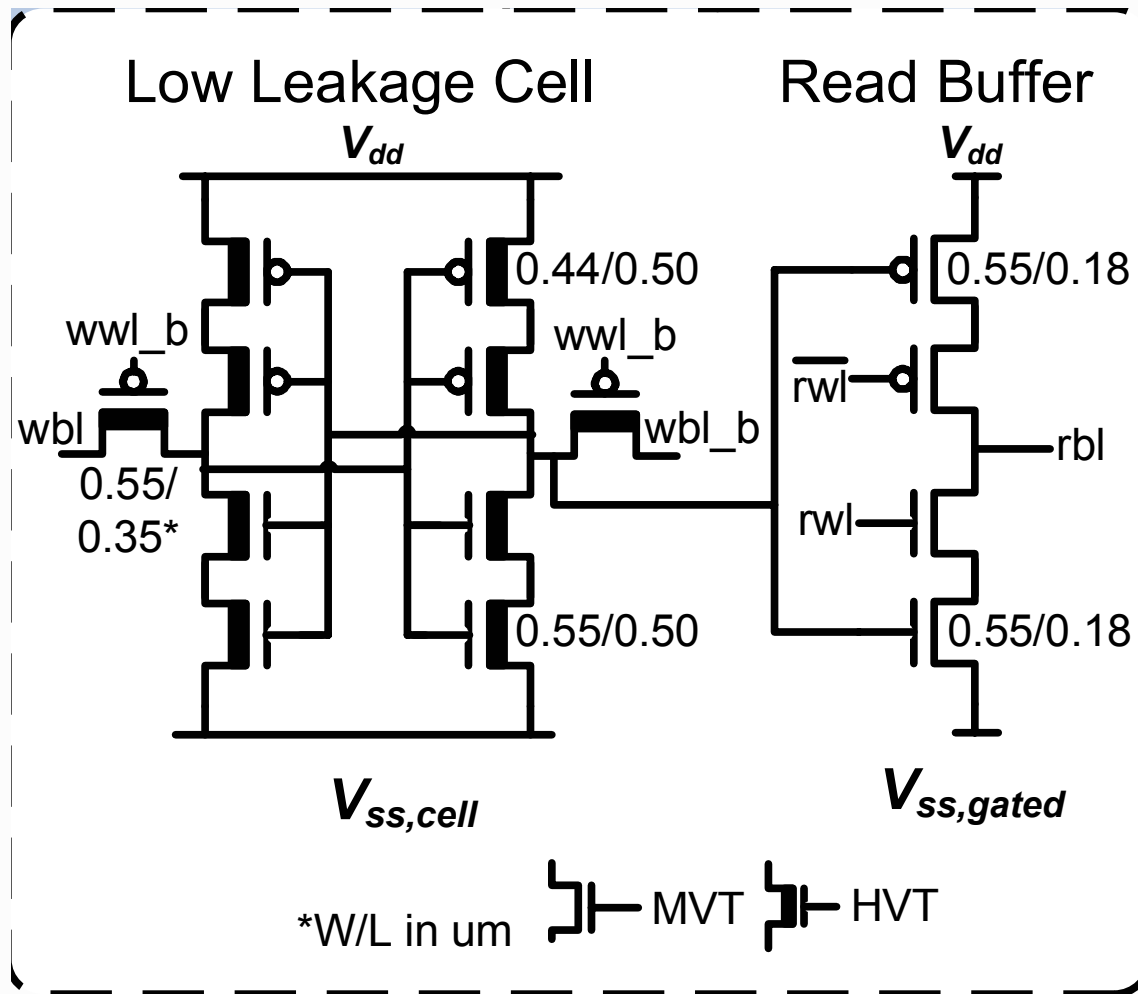 Low Leakage Cell
Read Buffer
Vdd
Vdd
0.44/0.50
0.55/0.18
wwl_b
wwl_b
rwl
wbl
wbl_b
rbl
0.55/
0.35*
rwl
0.55/0.50
0.55/0.18
Vss,cell
Vss,gated
*W/L in um
MVT
HVT